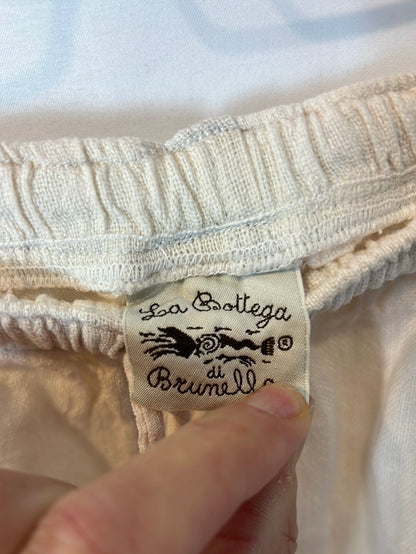 La Bottega
®
di
Brunella